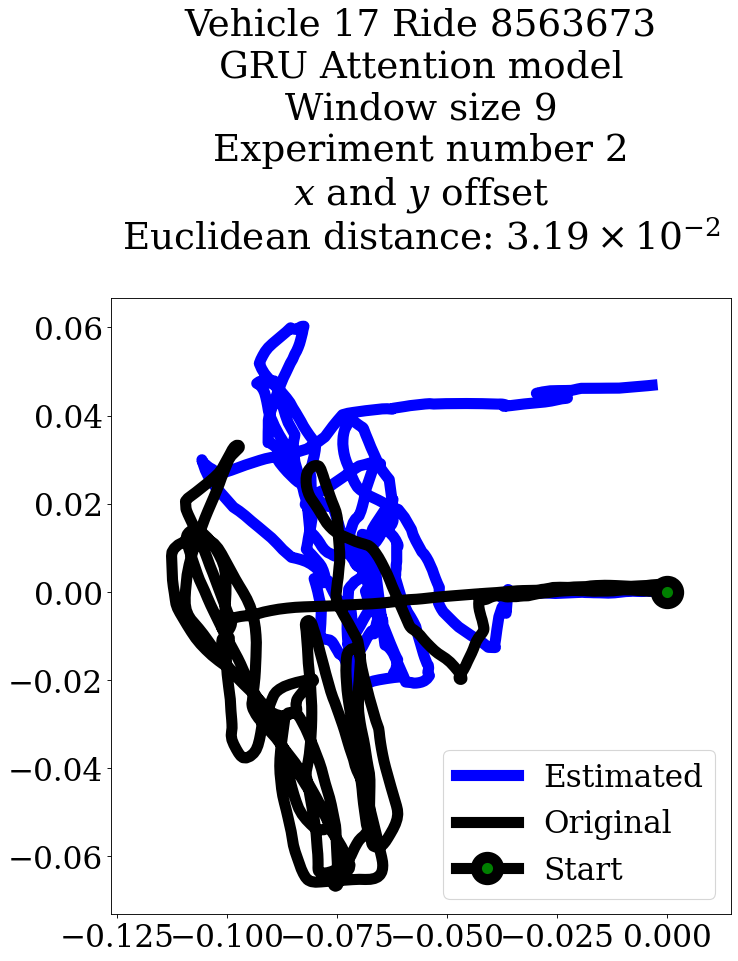 Vehicle 17 Ride 8563673
GRU Attention model
Window size 9
Experiment number 2
x and y offset
Euclidean distance: 3.19 × 10⁻²
0.06
0.04
0.02
0.00
−0.02
−0.04
−0.06
Estimated
Original
Start
−0.125 −0.100 −0.075 −0.050 −0.025 0.000